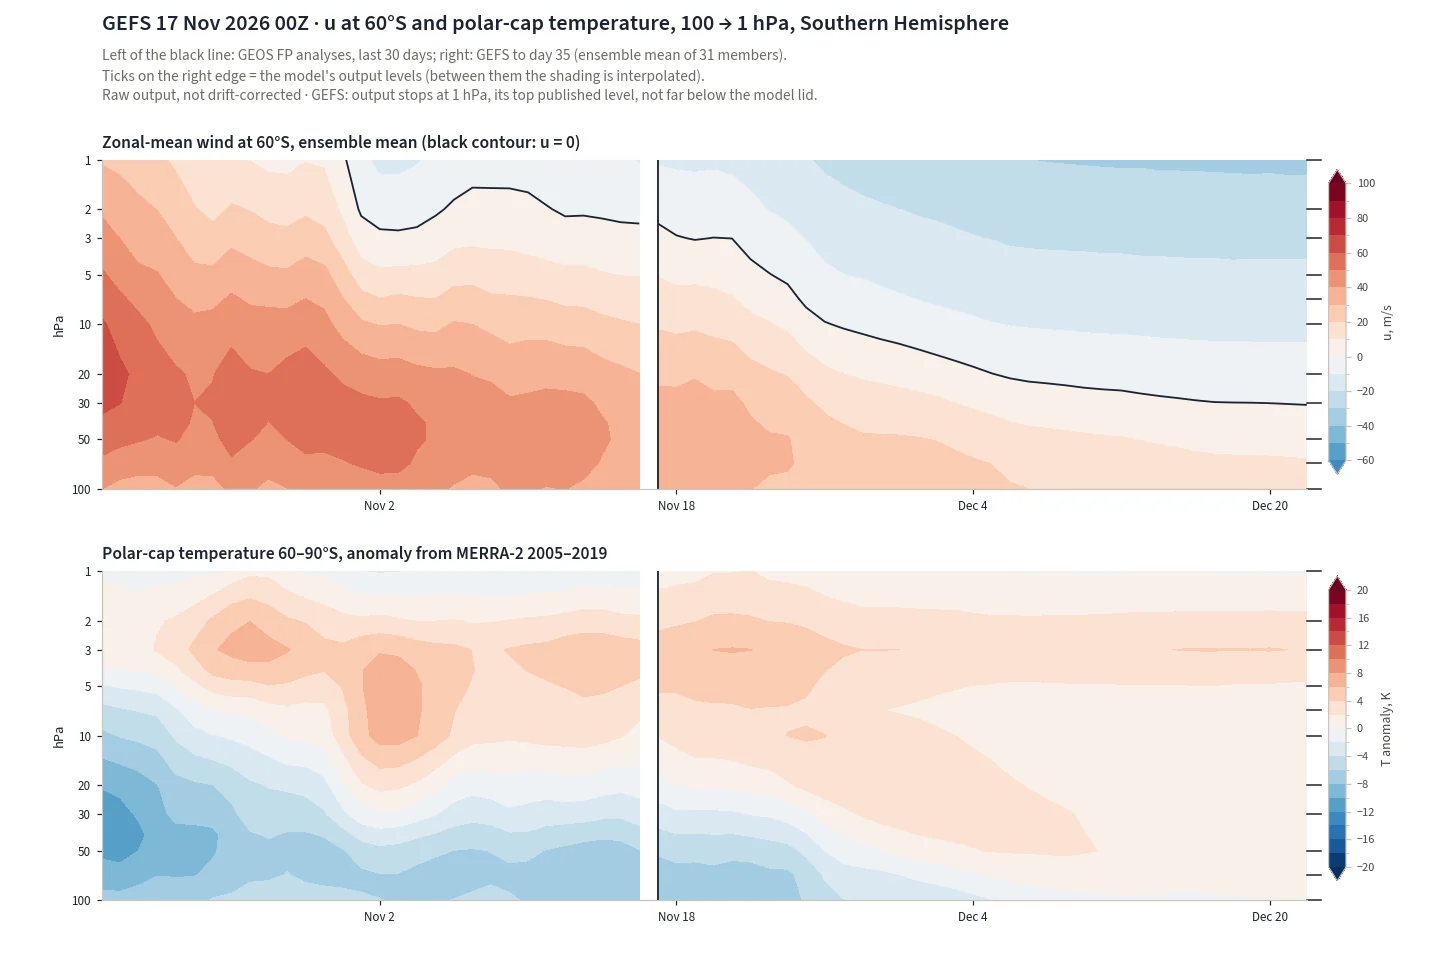 GEFS 17 Nov 2026 00Z · u at 60°S and polar-cap temperature, 100 → 1 hPa, Southern Hemisphere
Left of the black line: GEOS FP analyses, last 30 days; right: GEFS to day 35 (ensemble mean of 31 members).
Ticks on the right edge = the model's output levels (between them the shading is interpolated).
Raw output, not drift-corrected · GEFS: output stops at 1 hPa, its top published level, not far below the model lid.
Zonal-mean wind at 60°S, ensemble mean (black contour: u = 0)
1
2
3
5
10
20
30
50
100
hPa
Nov 2
Nov 18
Dec 4
Dec 20
100
80
60
40
20
0
−20
−40
−60
u, m/s
Polar-cap temperature 60–90°S, anomaly from MERRA-2 2005–2019
1
2
3
5
10
20
30
50
100
hPa
Nov 2
Nov 18
Dec 4
Dec 20
20
16
12
8
4
0
−4
−8
−12
−16
−20
T anomaly, K